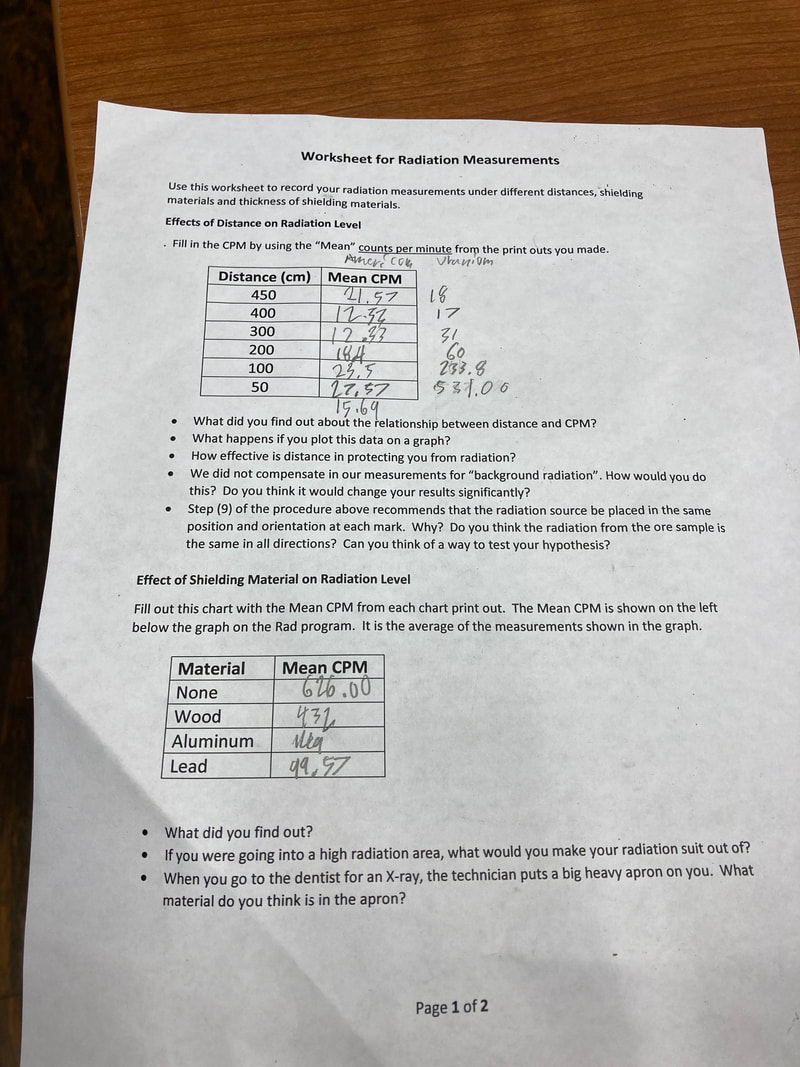 Worksheet for Radiation Measurements
Use this worksheet to record your radiation measurements under different distances, shielding
materials and thickness of shielding materials.
Effects of Distance on Radiation Level
. Fill in the CPM by using the “Mean” counts per minute from the print outs you made.
Uranium
Distance (cm) Mean CPM
450 21.57 18
400 12.32 17
300 12.33 31
200 184 60
100 23,5 233.8
50 27,57 531.00
15.69
• What did you find out about the relationship between distance and CPM?
• What happens if you plot this data on a graph?
• How effective is distance in protecting you from radiation?
• We did not compensate in our measurements for “background radiation”. How would you do
this? Do you think it would change your results significantly?
• Step (9) of the procedure above recommends that the radiation source be placed in the same
position and orientation at each mark. Why? Do you think the radiation from the ore sample is
the same in all directions? Can you think of a way to test your hypothesis?
Effect of Shielding Material on Radiation Level
Fill out this chart with the Mean CPM from each chart print out. The Mean CPM is shown on the left
below the graph on the Rad program. It is the average of the measurements shown in the graph.
Material Mean CPM
None 626.00
Wood 432
Aluminum
Lead 99,57
• What did you find out?
• If you were going into a high radiation area, what would you make your radiation suit out of?
• When you go to the dentist for an X-ray, the technician puts a big heavy apron on you. What
material do you think is in the apron?
Page 1 of 2